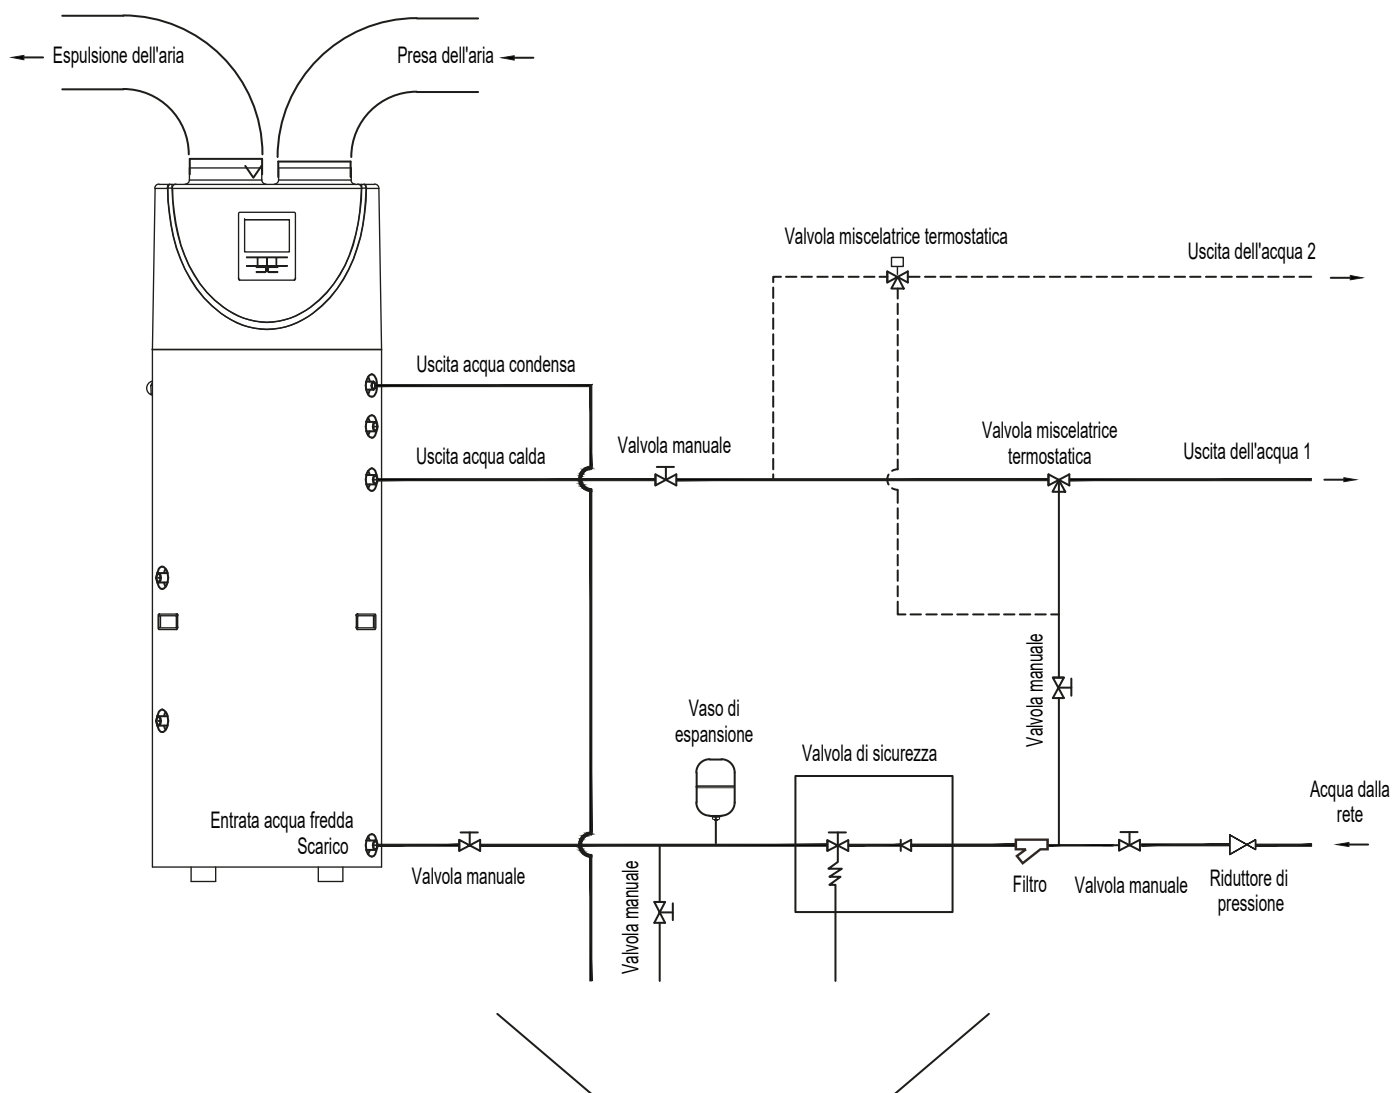 Espulsione dell'aria
Presa dell'aria
Valvola miscelatrice termostatica
Uscita dell'acqua 2
Uscita acqua condensa
Uscita acqua calda
Valvola manuale
Valvola miscelatrice
termostatica
Uscita dell'acqua 1
Valvola manuale
Vaso di
espansione
Valvola di sicurezza
Acqua dalla
rete
Entrata acqua fredda
Scarico
Valvola manuale
Valvola manuale
Filtro
Valvola manuale
Riduttore di
pressione